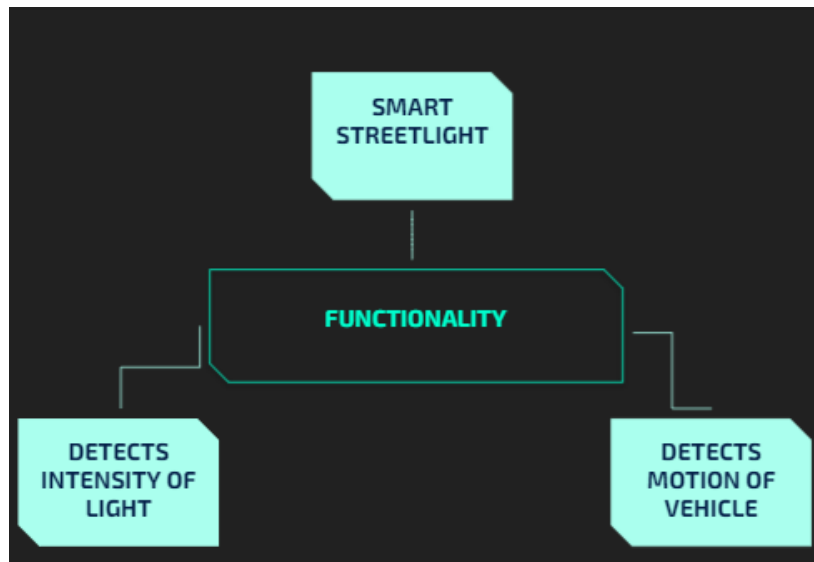 SMART
STREETLIGHT
FUNCTIONALITY
DETECTS
INTENSITY OF
LIGHT
DETECTS
MOTION OF
VEHICLE